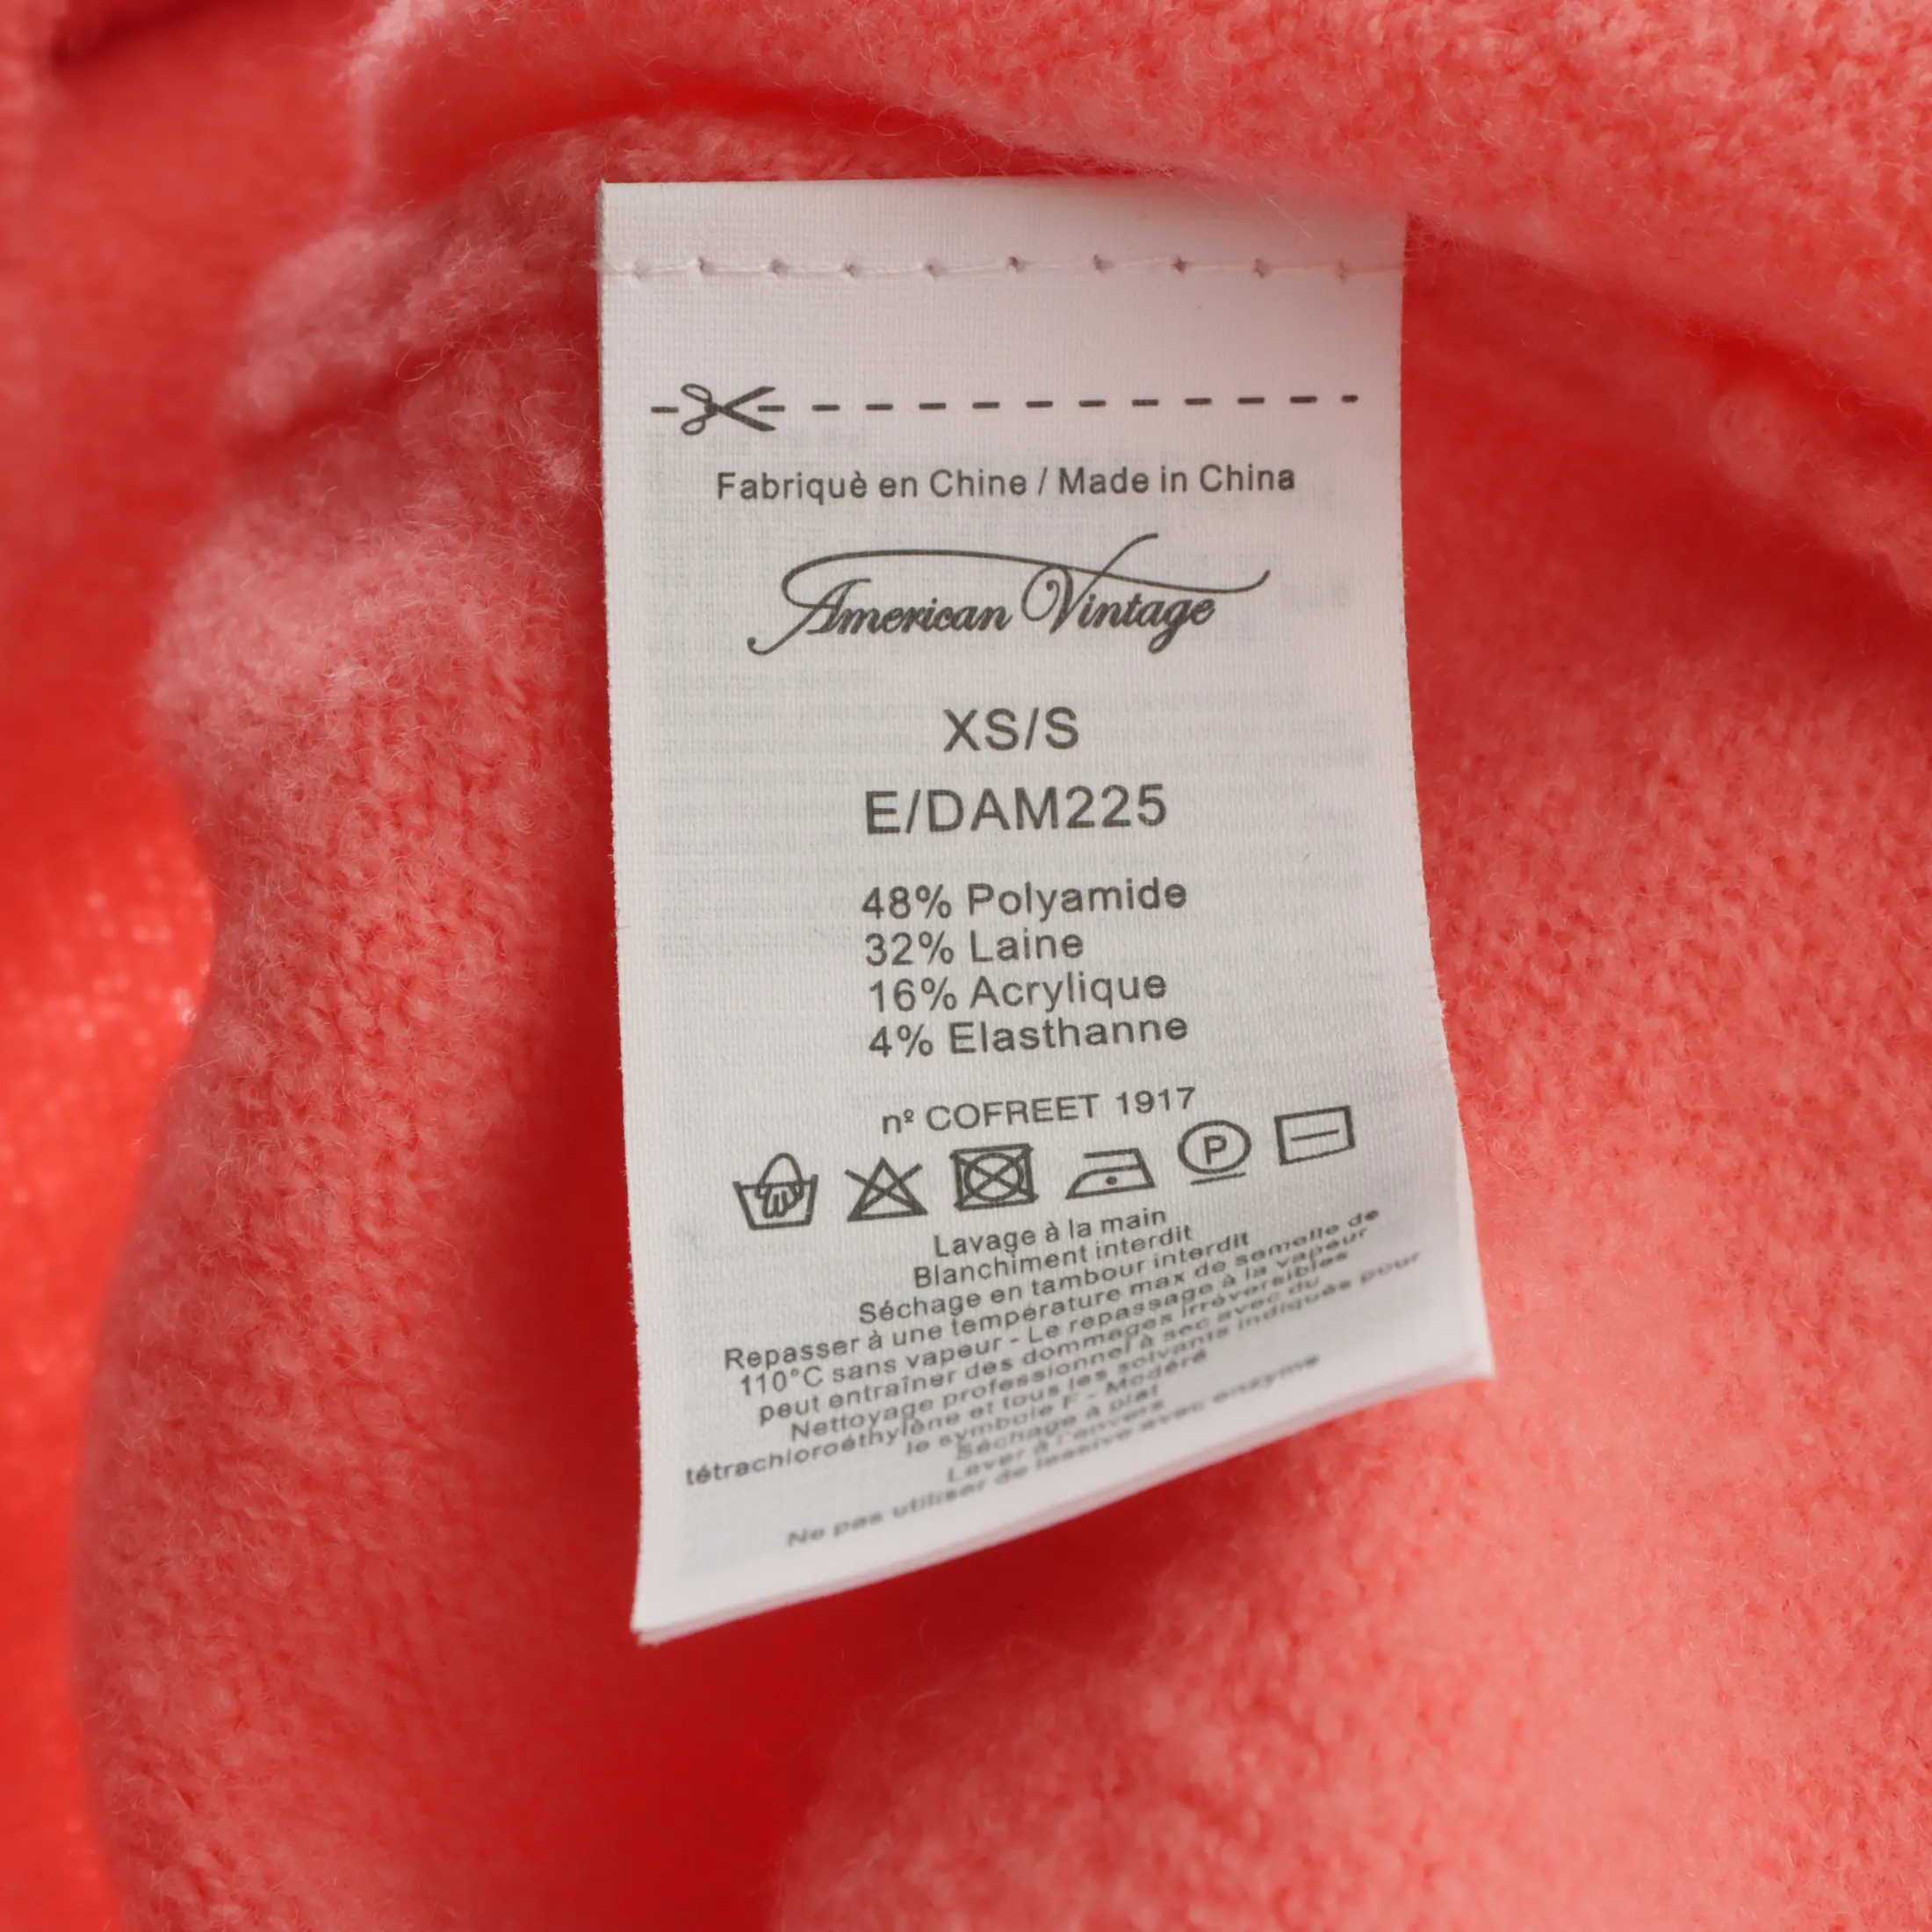 Fabriquè en Chine / Made in China
American Vintage
XS/S
E/DAM225
48% Polyamide
32% Laine
16% Acrylique
4% Elasthanne
nº COFREET 1917
P
Lavage à la main
Blanchiment interdit
Séchage en tambour interdit
Repasser à une température max de semelle de
110°C sans vapeur - Le repassage à la vapeur
peut entraîner des dommages irréversibles
Nettoyage professionnel à sec avec du
tétrachloroéthylène et tous les solvants indiqués pour
le symbole F - Modéré
Séchage à plat
Laver à l'envers
Ne pas utiliser de lessive avec enzyme